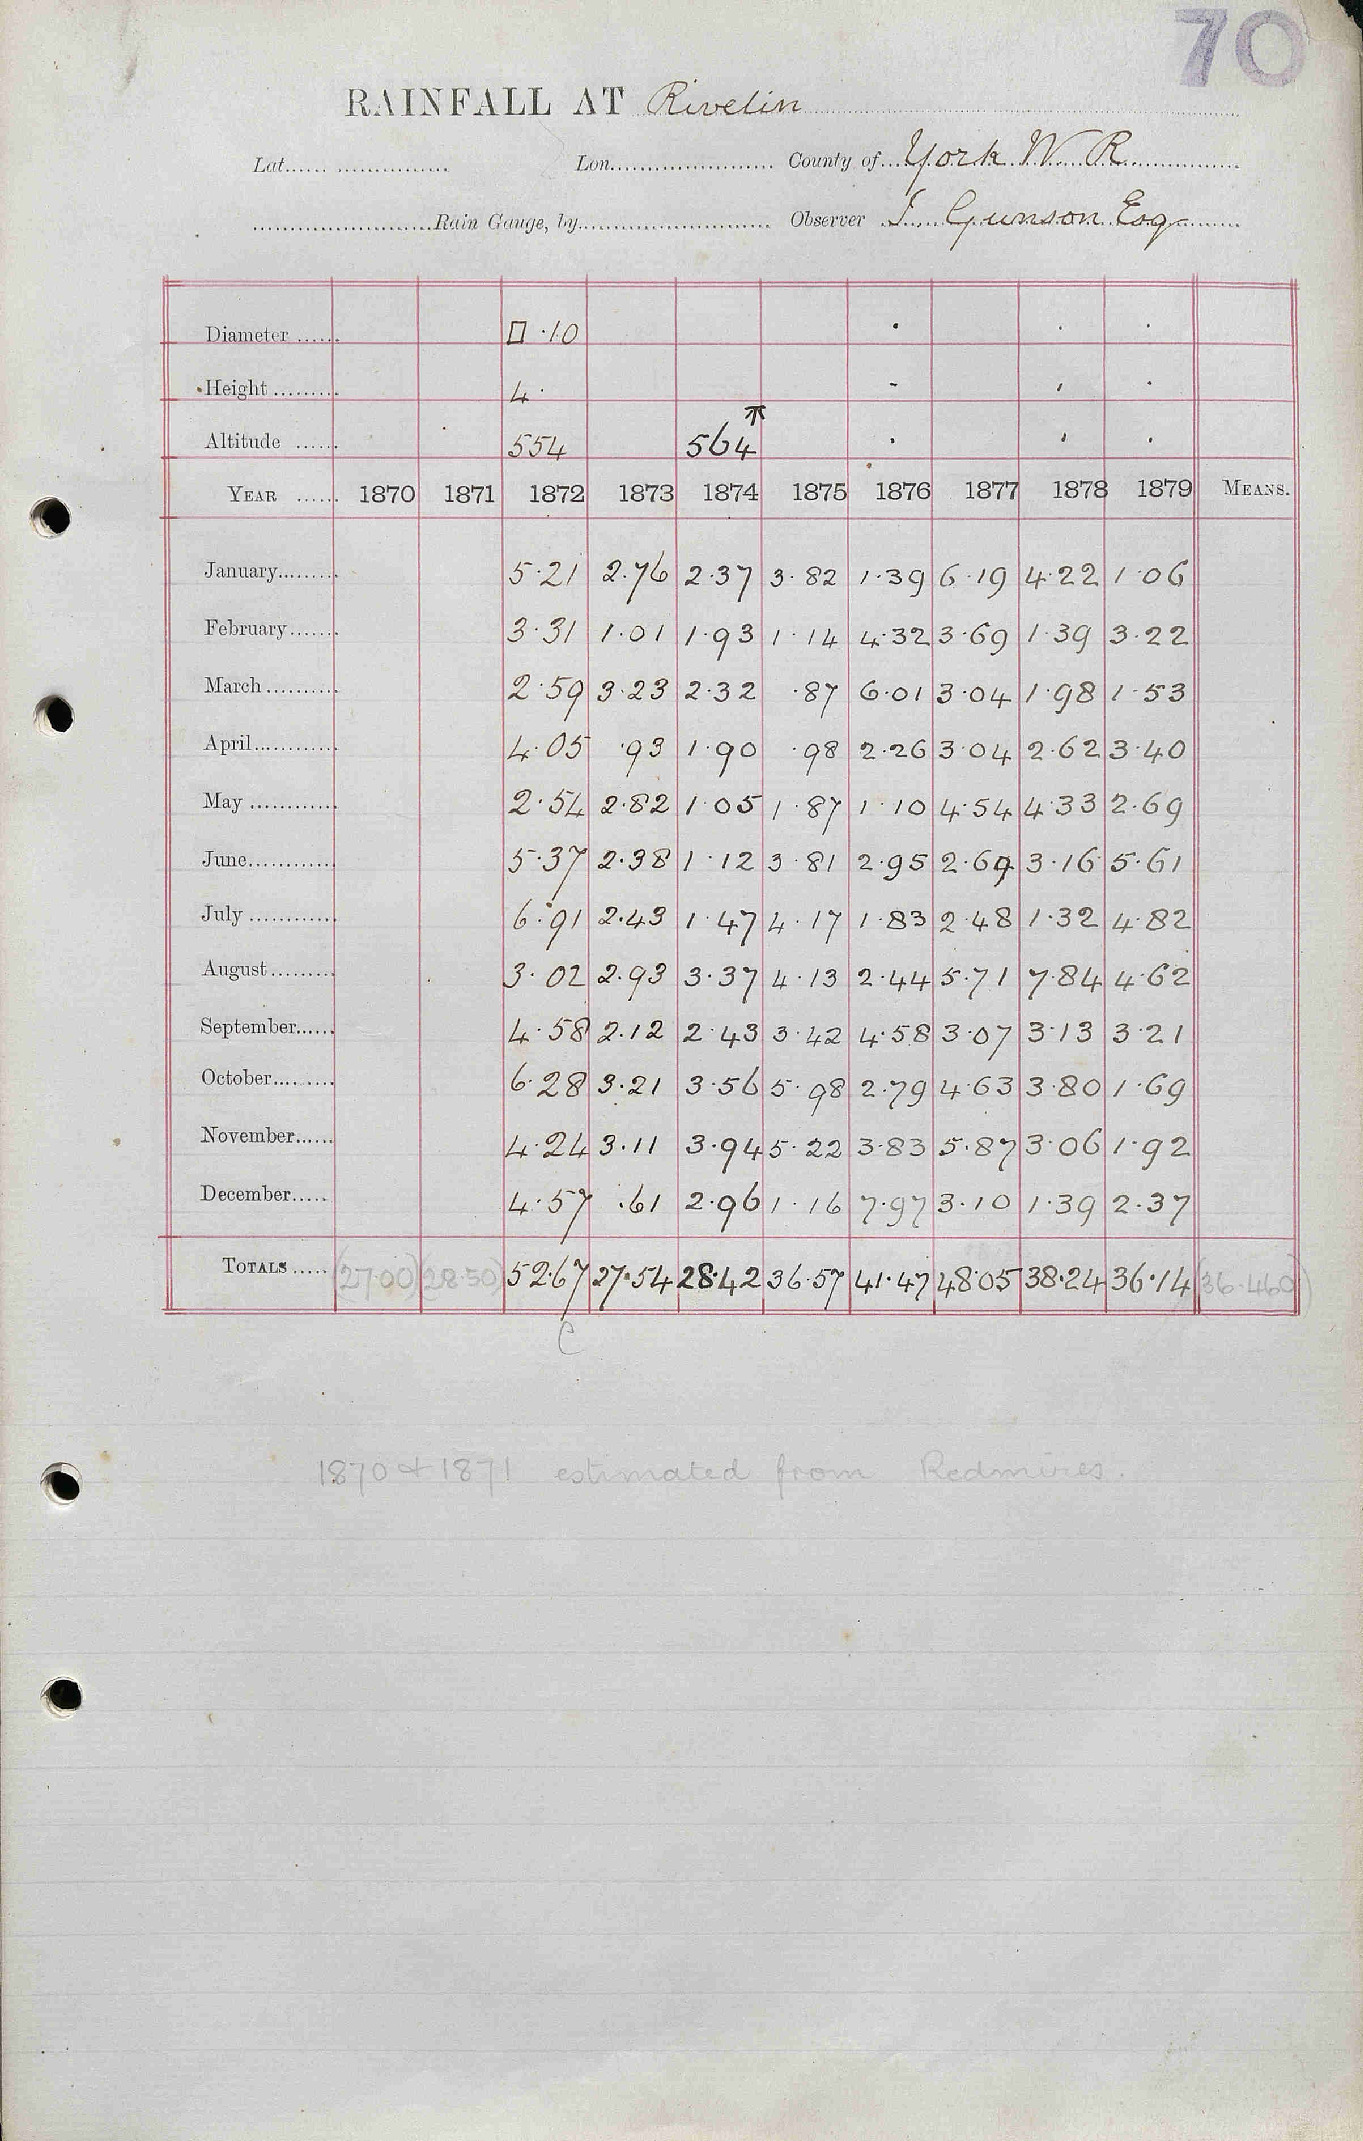 70
RAINFALL AT Rivelin
Lat. Lon. County of York W R
Rain Gauge, by Observer J. Gunson Esq
Diameter □ ·10
Height 4·
Altitude 554 564
YEAR 1870 1871 1872 1873 1874 1875 1876 1877 1878 1879 MEANS.
January 5·21 2·76 2·37 3·82 1·39 6·19 4·22 1·06
February 3·31 1·01 1·93 1·14 4·32 3·69 1·39 3·22
March 2·59 3·23 2·32 ·87 6·01 3·04 1·98 1·53
April 4·05 ·93 1·90 ·98 2·26 3·04 2·62 3·40
May 2·54 2·82 1·05 1·87 1·10 4·54 4·33 2·69
June 5·37 2·38 1·12 3·81 2·95 2·69 3·16 5·61
July 6·91 2·43 1·47 4·17 1·83 2·48 1·32 4·82
August 3·02 2·93 3·37 4·13 2·44 5·71 7·84 4·62
September 4·58 2·12 2·43 3·42 4·58 3·07 3·13 3·21
October 6·28 3·21 3·56 5·98 2·79 4·63 3·80 1·69
November 4·24 3·11 3·94 5·22 3·83 5·87 3·06 1·92
December 4·57 ·61 2·96 1·16 7·97 3·10 1·39 2·37
TOTALS (27·00) (28·50) 52·67 27·54 28·42 36·57 41·47 48·05 38·24 36·14 (36·460)
C
1870 & 1871 estimated from Redmires.